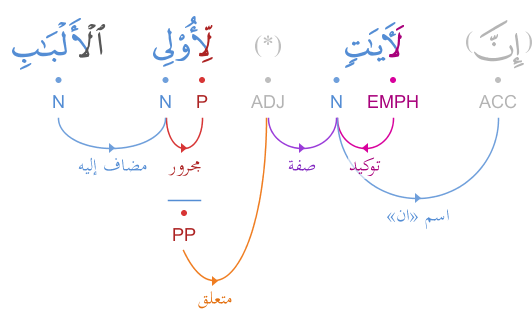 (إِنَّ) لَـَٔايَـٰتٍ (*) لِّأُو۟لِى ٱلْأَلْبَـٰبِ
ACC EMPH N ADJ P N N
توكيد صفة مجرور مضاف إليه
اسم «ان»
PP
متعلق